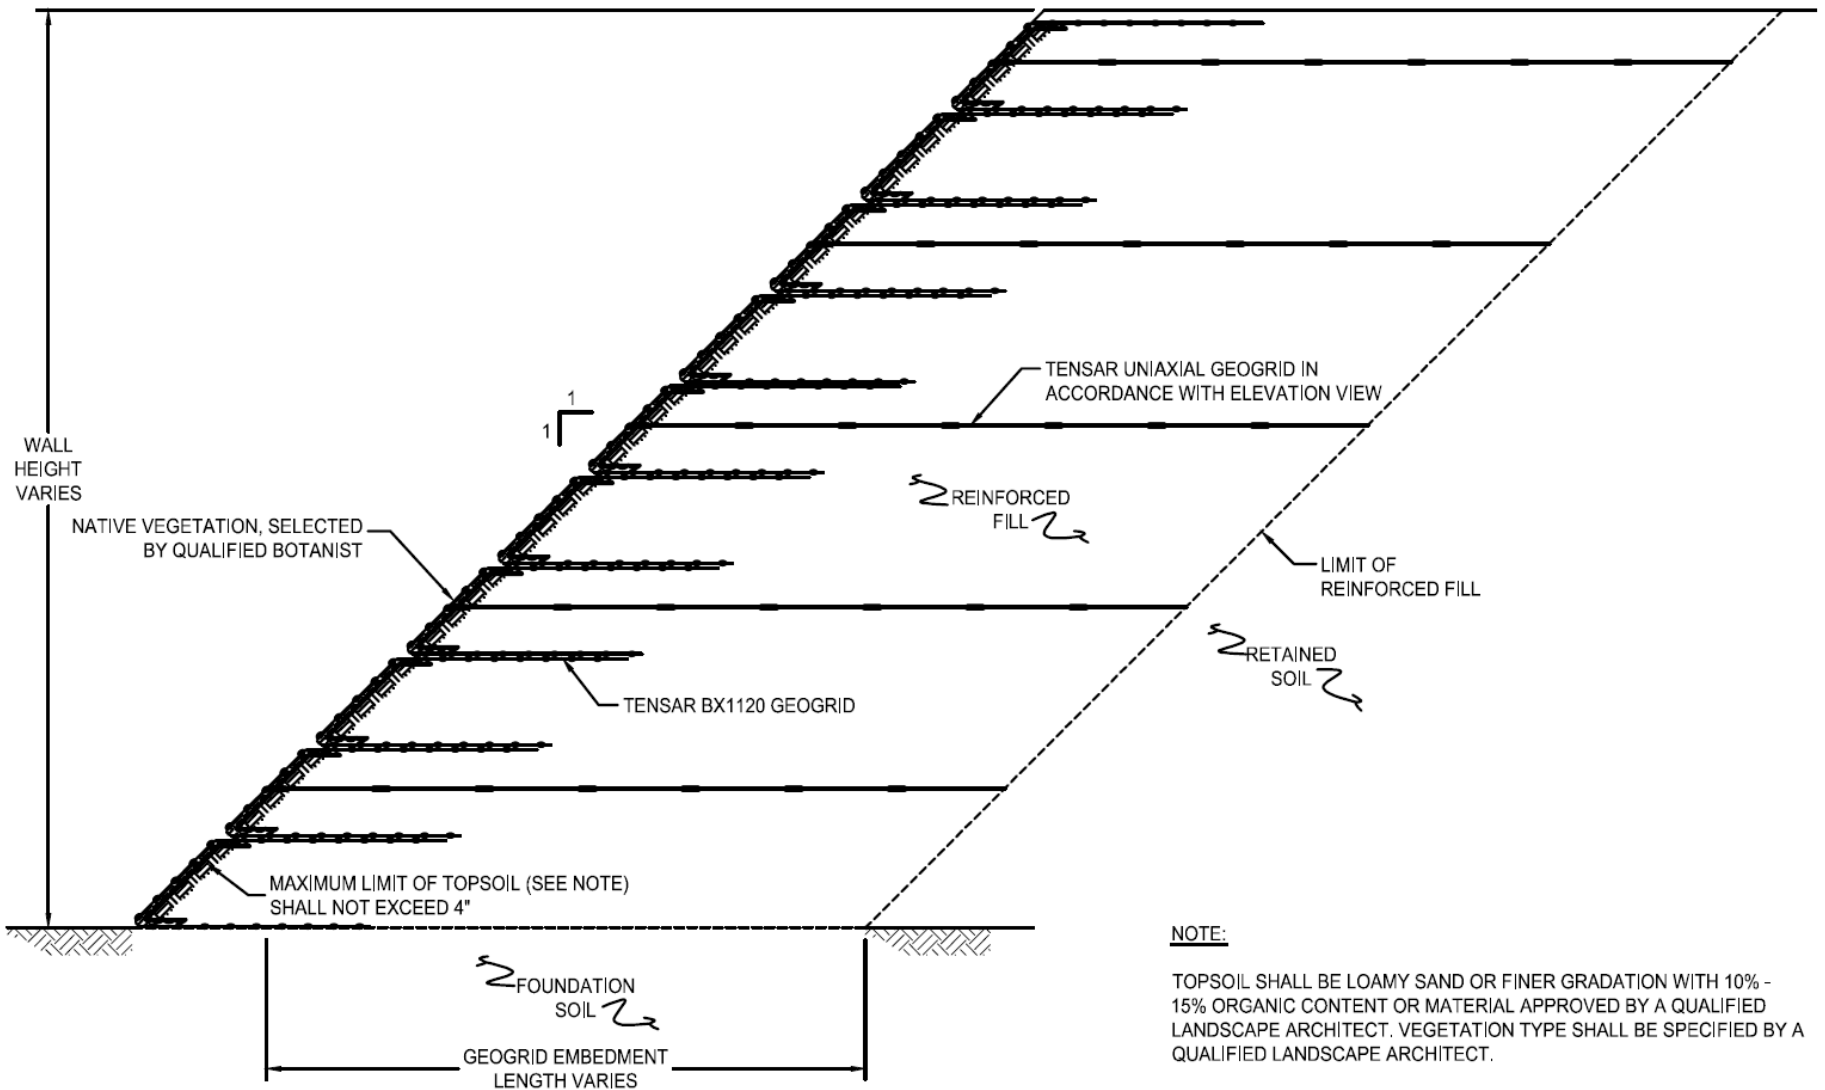 TENSAR UNIAXIAL GEOGRID IN
ACCORDANCE WITH ELEVATION VIEW
1
1
WALL
HEIGHT
VARIES
REINFORCED
FILL
NATIVE VEGETATION, SELECTED
BY QUALIFIED BOTANIST
LIMIT OF
REINFORCED FILL
RETAINED
SOIL
TENSAR BX1120 GEOGRID
MAXIMUM LIMIT OF TOPSOIL (SEE NOTE)
SHALL NOT EXCEED 4"
FOUNDATION
SOIL
GEOGRID EMBEDMENT
LENGTH VARIES
NOTE:
TOPSOIL SHALL BE LOAMY SAND OR FINER GRADATION WITH 10% -
15% ORGANIC CONTENT OR MATERIAL APPROVED BY A QUALIFIED
LANDSCAPE ARCHITECT. VEGETATION TYPE SHALL BE SPECIFIED BY A
QUALIFIED LANDSCAPE ARCHITECT.